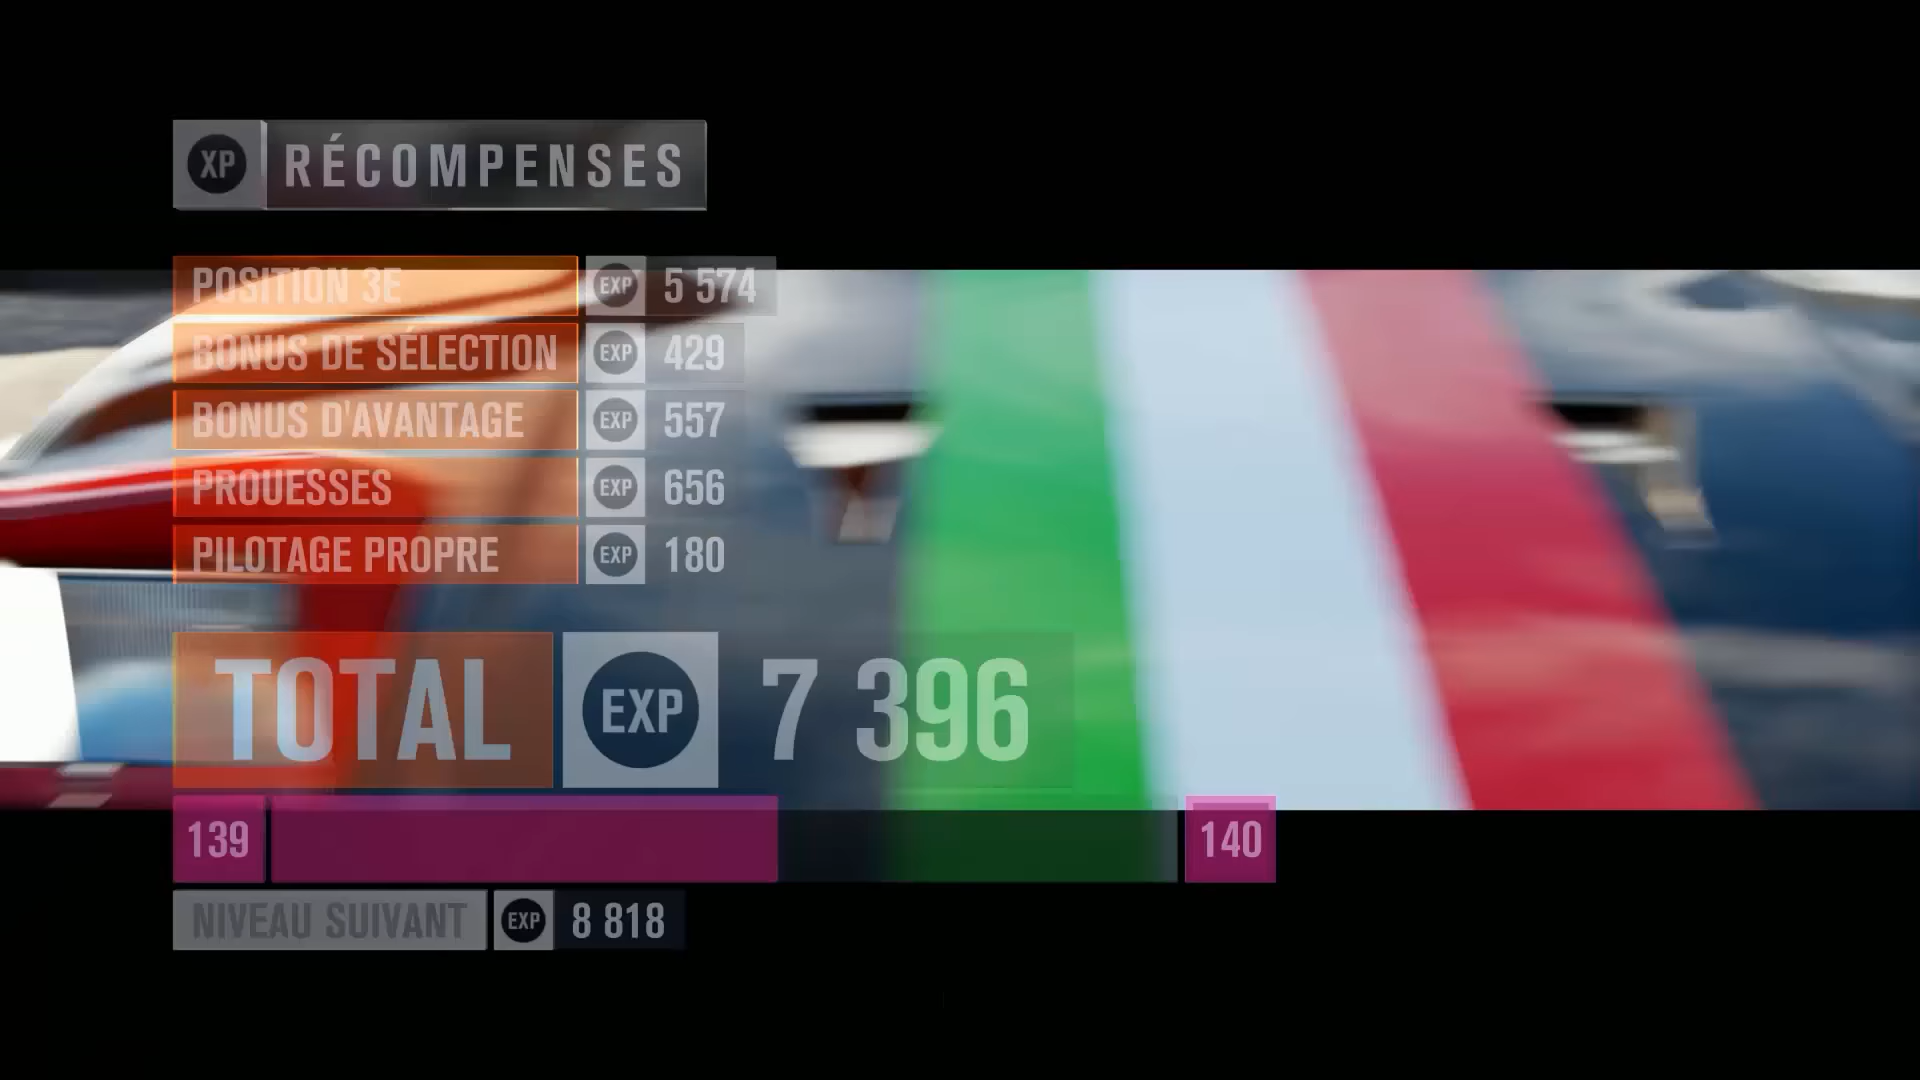 XP RÉCOMPENSES
POSITION 3E EXP 5 574
BONUS DE SÉLECTION EXP 429
BONUS D'AVANTAGE EXP 557
PROUESSES EXP 656
PILOTAGE PROPRE EXP 180
TOTAL EXP 7 396
139 140
NIVEAU SUIVANT EXP 8 818